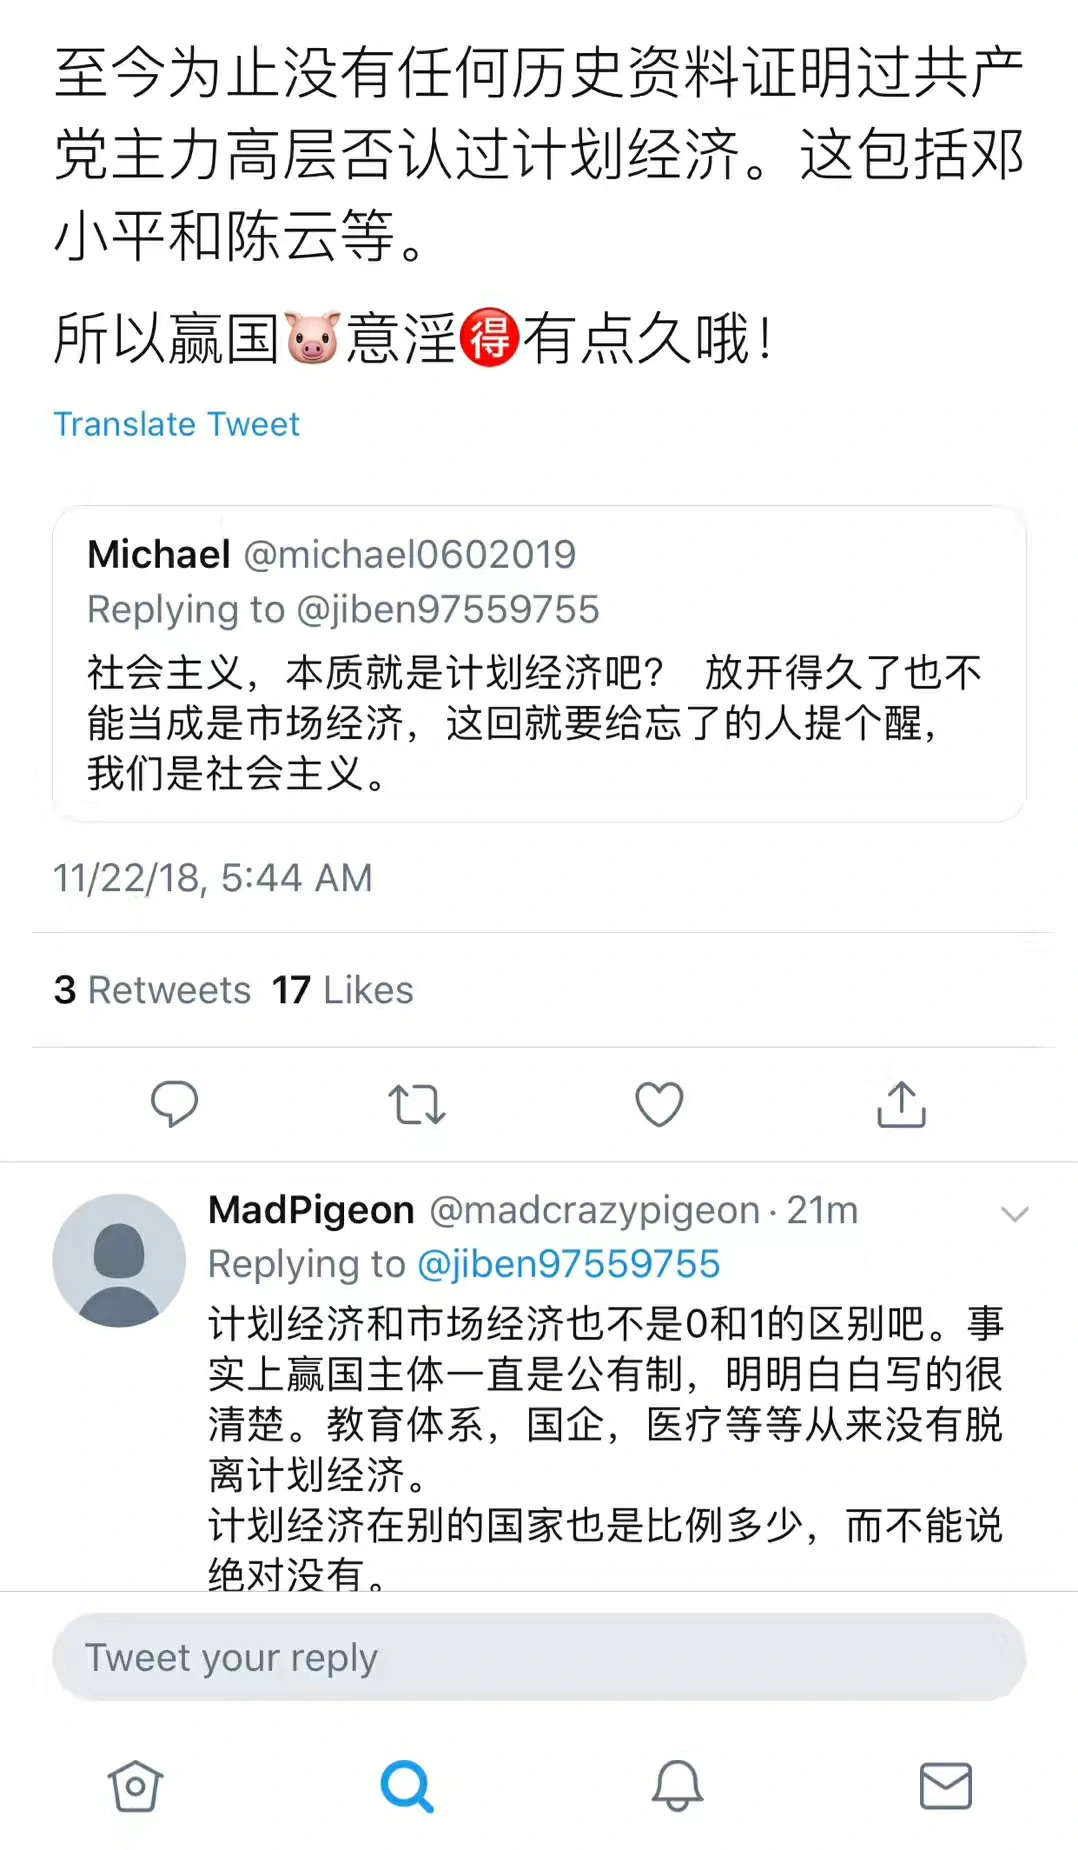 至今为止没有任何历史资料证明过共产
党主力高层否认过计划经济。这包括邓
小平和陈云等。
所以赢国🐷意淫🉐有点久哦！
Translate Tweet
Michael @michael0602019
Replying to @jiben97559755
社会主义，本质就是计划经济吧？ 放开得久了也不
能当成是市场经济，这回就要给忘了的人提个醒，
我们是社会主义。
11/22/18, 5:44 AM
3 Retweets 17 Likes
MadPigeon @madcrazypigeon · 21m
Replying to @jiben97559755
计划经济和市场经济也不是0和1的区别吧。事
实上赢国主体一直是公有制，明明白白写的很
清楚。教育体系，国企，医疗等等从来没有脱
离计划经济。
计划经济在别的国家也是比例多少，而不能说
绝对没有。
Tweet your reply